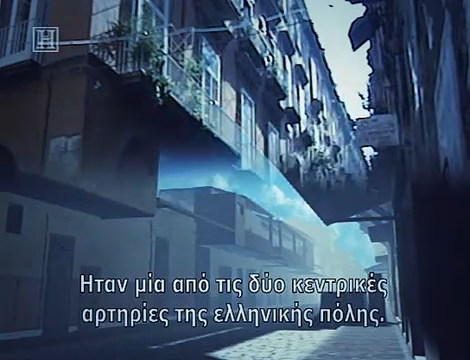 H
Ηταν μία από τις δύο κεντρικές
αρτηρίες της ελληνικής πόλης.